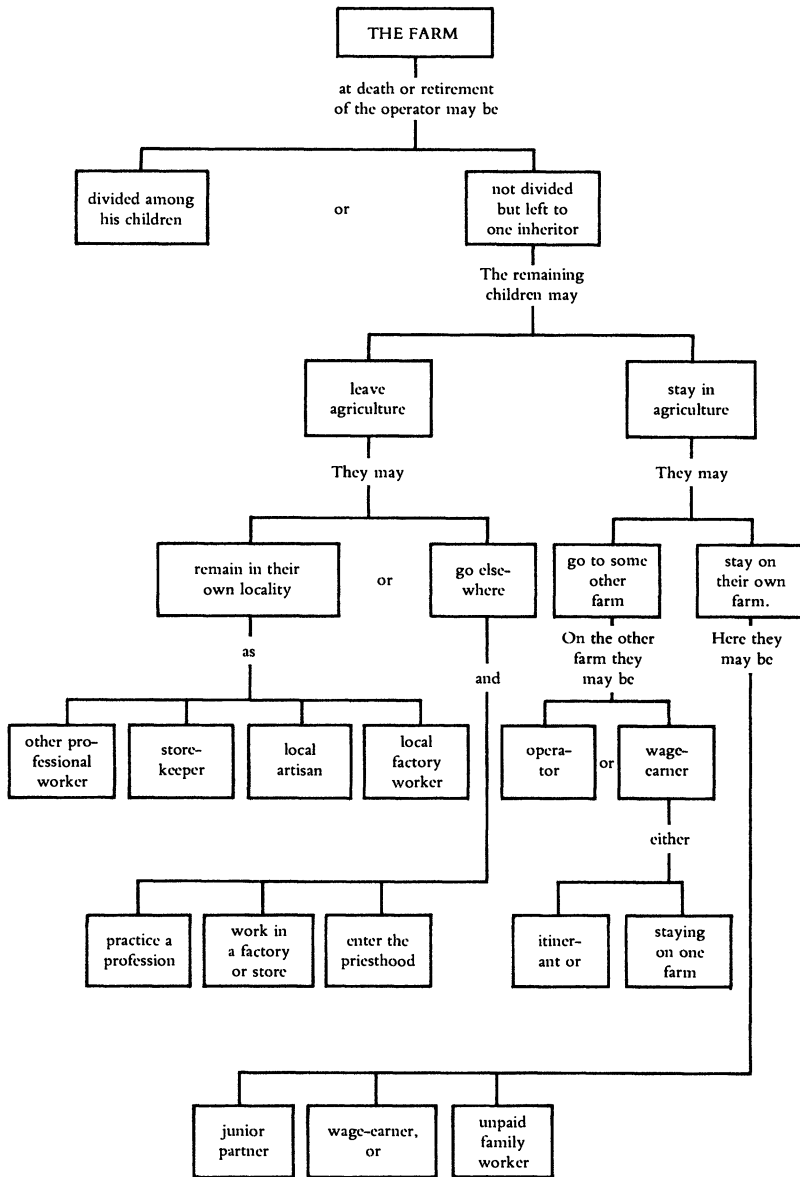 THE FARM
at death or retirement
of the operator may be
divided among
his children
or
not divided
but left to
one inheritor
The remaining
children may
leave
agriculture
stay in
agriculture
They may
They may
remain in their
own locality
or
go else-
where
go to some
other
farm
stay on
their own
farm.
as
and
On the other
farm they
may be
Here they
may be
other pro-
fessional
worker
store-
keeper
local
artisan
local
factory
worker
opera-
tor
or
wage-
earner
either
practice a
profession
work in
a factory
or store
enter the
priesthood
itiner-
ant or
staying
on one
farm
junior
partner
wage-earner,
or
unpaid
family
worker